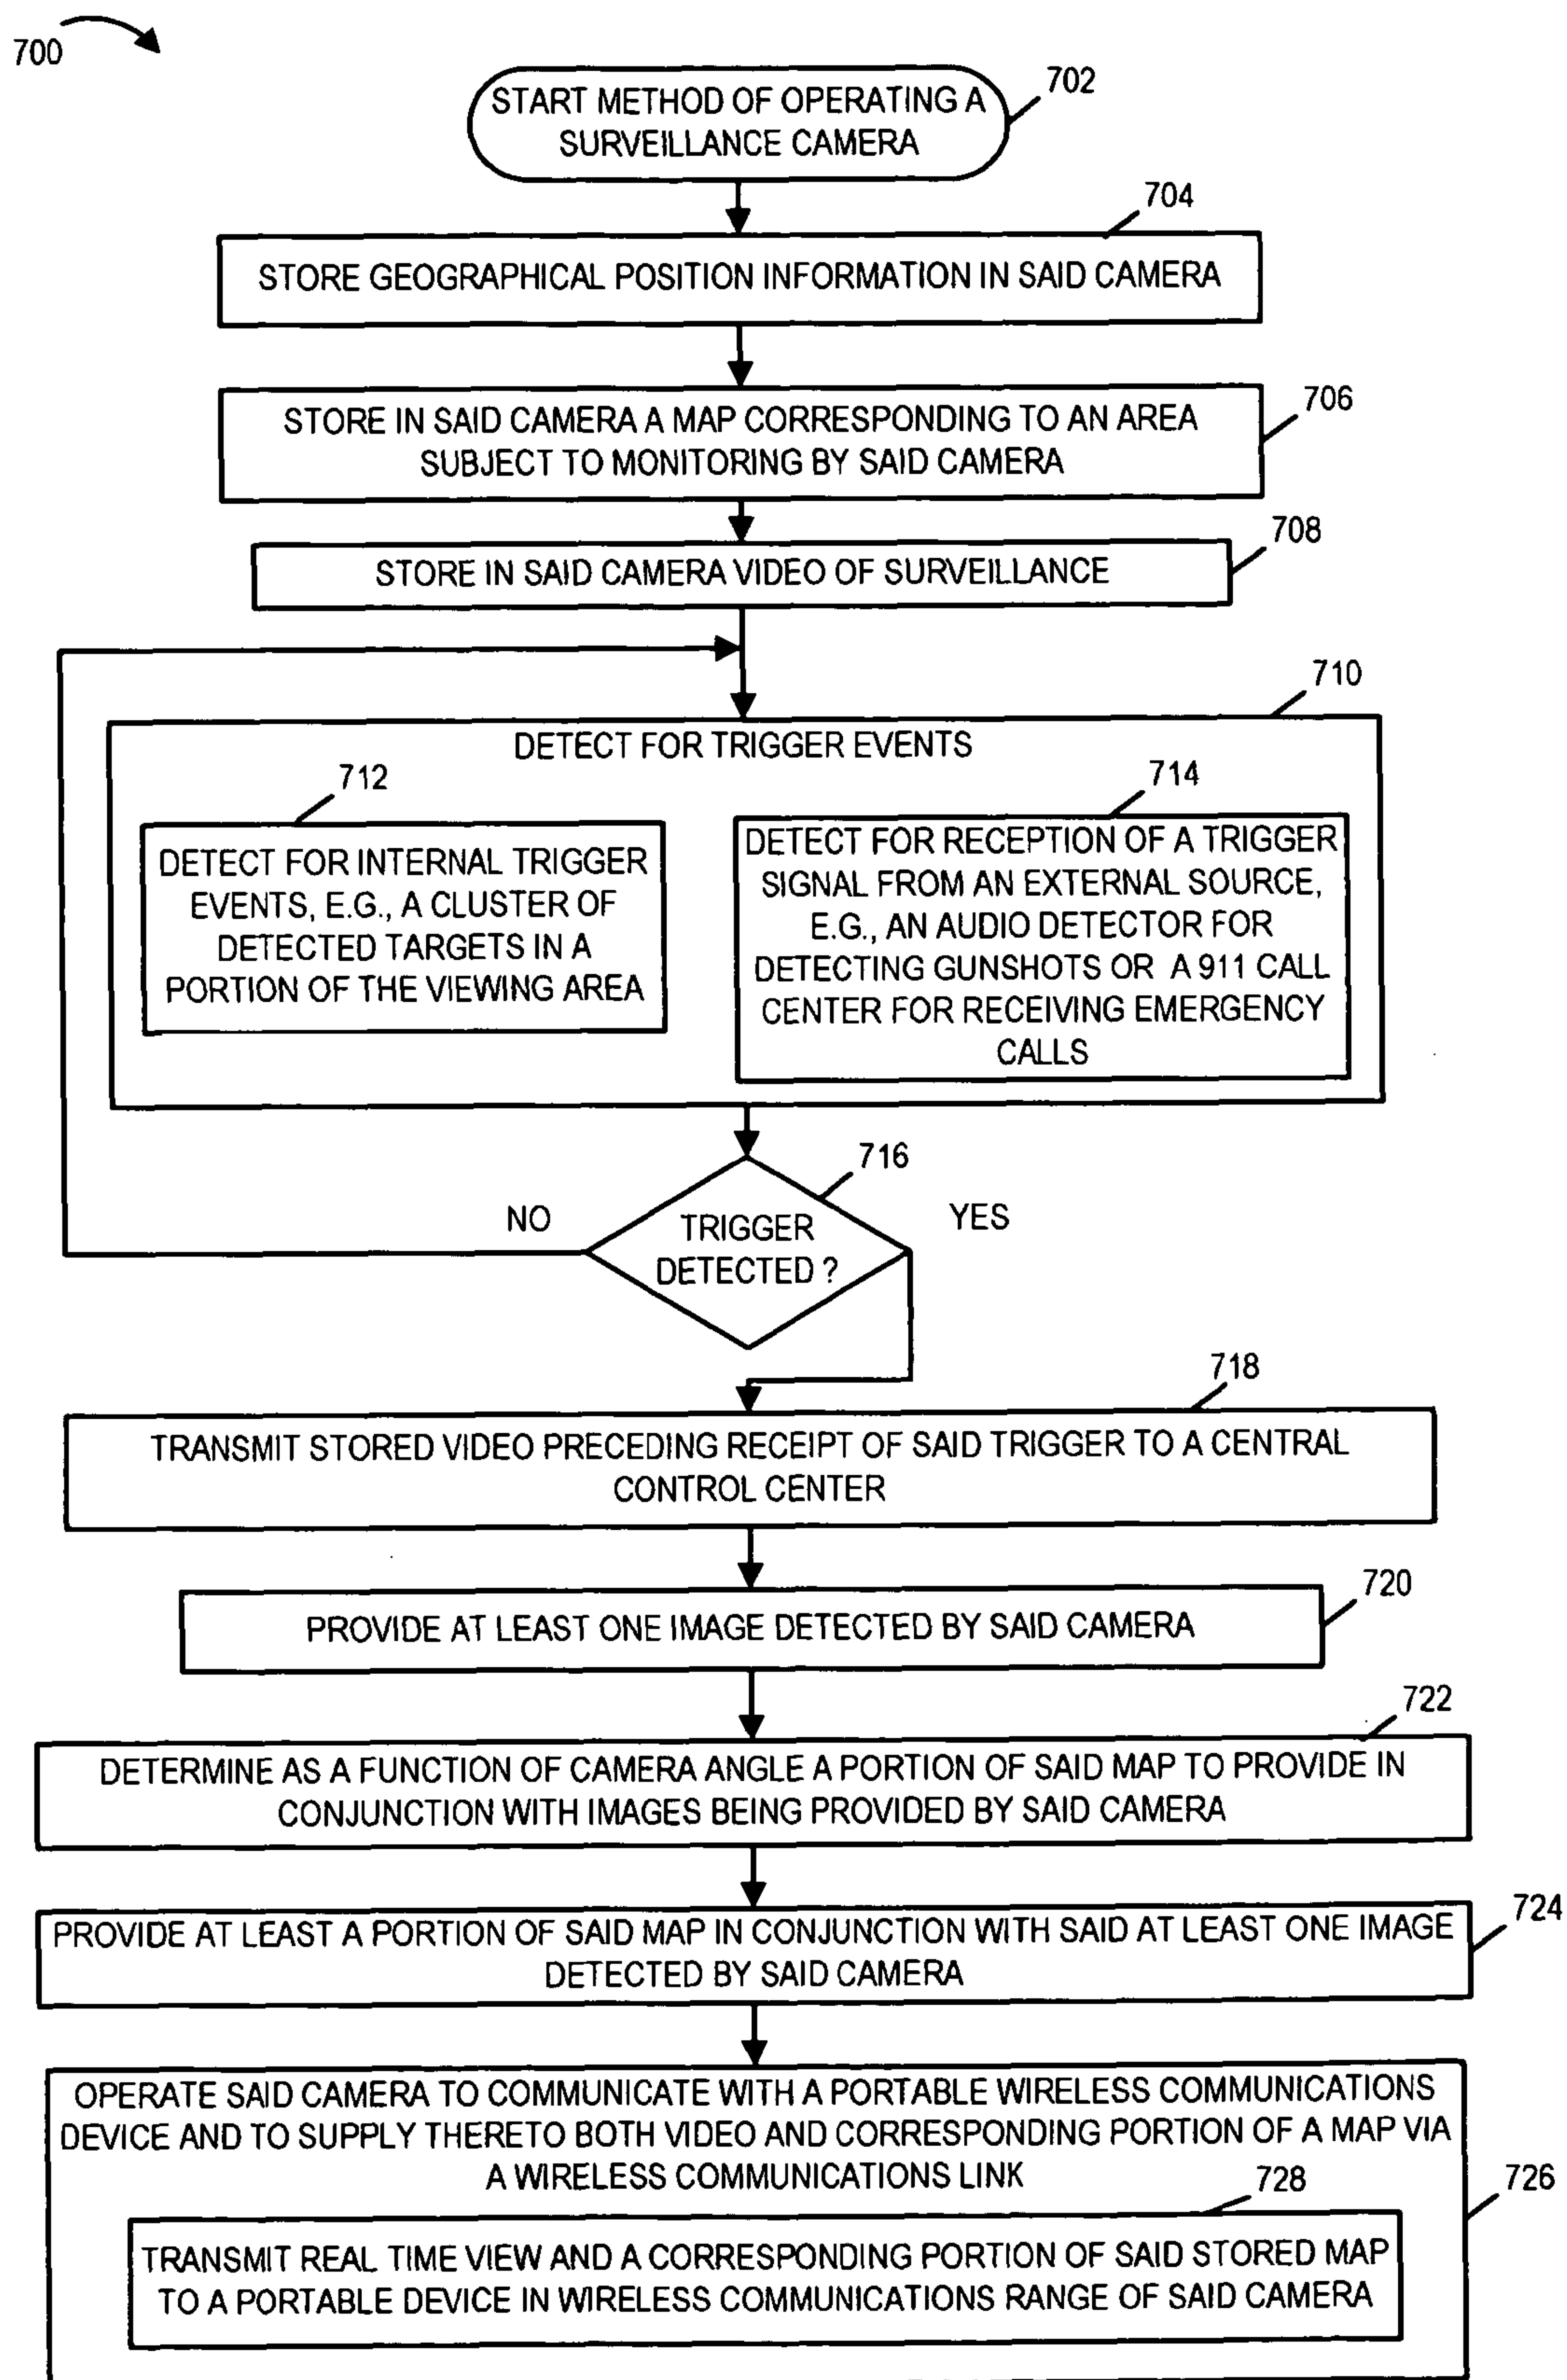 700
702
START METHOD OF OPERATING A
SURVEILLANCE CAMERA
704
STORE GEOGRAPHICAL POSITION INFORMATION IN SAID CAMERA
706
STORE IN SAID CAMERA A MAP CORRESPONDING TO AN AREA
SUBJECT TO MONITORING BY SAID CAMERA
708
STORE IN SAID CAMERA VIDEO OF SURVEILLANCE
710
DETECT FOR TRIGGER EVENTS
712
DETECT FOR INTERNAL TRIGGER
EVENTS, E.G., A CLUSTER OF
DETECTED TARGETS IN A
PORTION OF THE VIEWING AREA
714
DETECT FOR RECEPTION OF A TRIGGER
SIGNAL FROM AN EXTERNAL SOURCE,
E.G., AN AUDIO DETECTOR FOR
DETECTING GUNSHOTS OR A 911 CALL
CENTER FOR RECEIVING EMERGENCY
CALLS
716
NO
YES
TRIGGER
DETECTED ?
718
TRANSMIT STORED VIDEO PRECEDING RECEIPT OF SAID TRIGGER TO A CENTRAL
CONTROL CENTER
720
PROVIDE AT LEAST ONE IMAGE DETECTED BY SAID CAMERA
722
DETERMINE AS A FUNCTION OF CAMERA ANGLE A PORTION OF SAID MAP TO PROVIDE IN
CONJUNCTION WITH IMAGES BEING PROVIDED BY SAID CAMERA
724
PROVIDE AT LEAST A PORTION OF SAID MAP IN CONJUNCTION WITH SAID AT LEAST ONE IMAGE
DETECTED BY SAID CAMERA
OPERATE SAID CAMERA TO COMMUNICATE WITH A PORTABLE WIRELESS COMMUNICATIONS
DEVICE AND TO SUPPLY THERETO BOTH VIDEO AND CORRESPONDING PORTION OF A MAP VIA
A WIRELESS COMMUNICATIONS LINK
726
728
TRANSMIT REAL TIME VIEW AND A CORRESPONDING PORTION OF SAID STORED MAP
TO A PORTABLE DEVICE IN WIRELESS COMMUNICATIONS RANGE OF SAID CAMERA